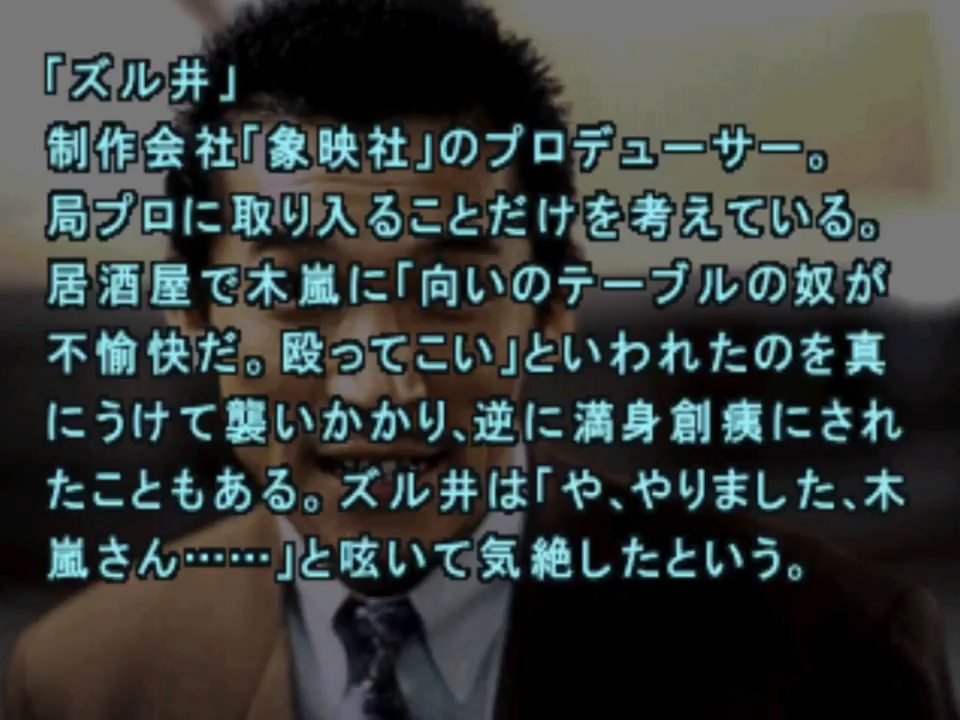 「ズル井」
制作会社「象映社」のプロデューサー。
局プロに取り入ることだけを考えている。
居酒屋で木嵐に「向いのテーブルの奴が
不愉快だ。殴ってこい」といわれたのを真
にうけて襲いかかり、逆に満身創痍にされ
たこともある。ズル井は「や、やりました、木
嵐さん……」と呟いて気絶したという。